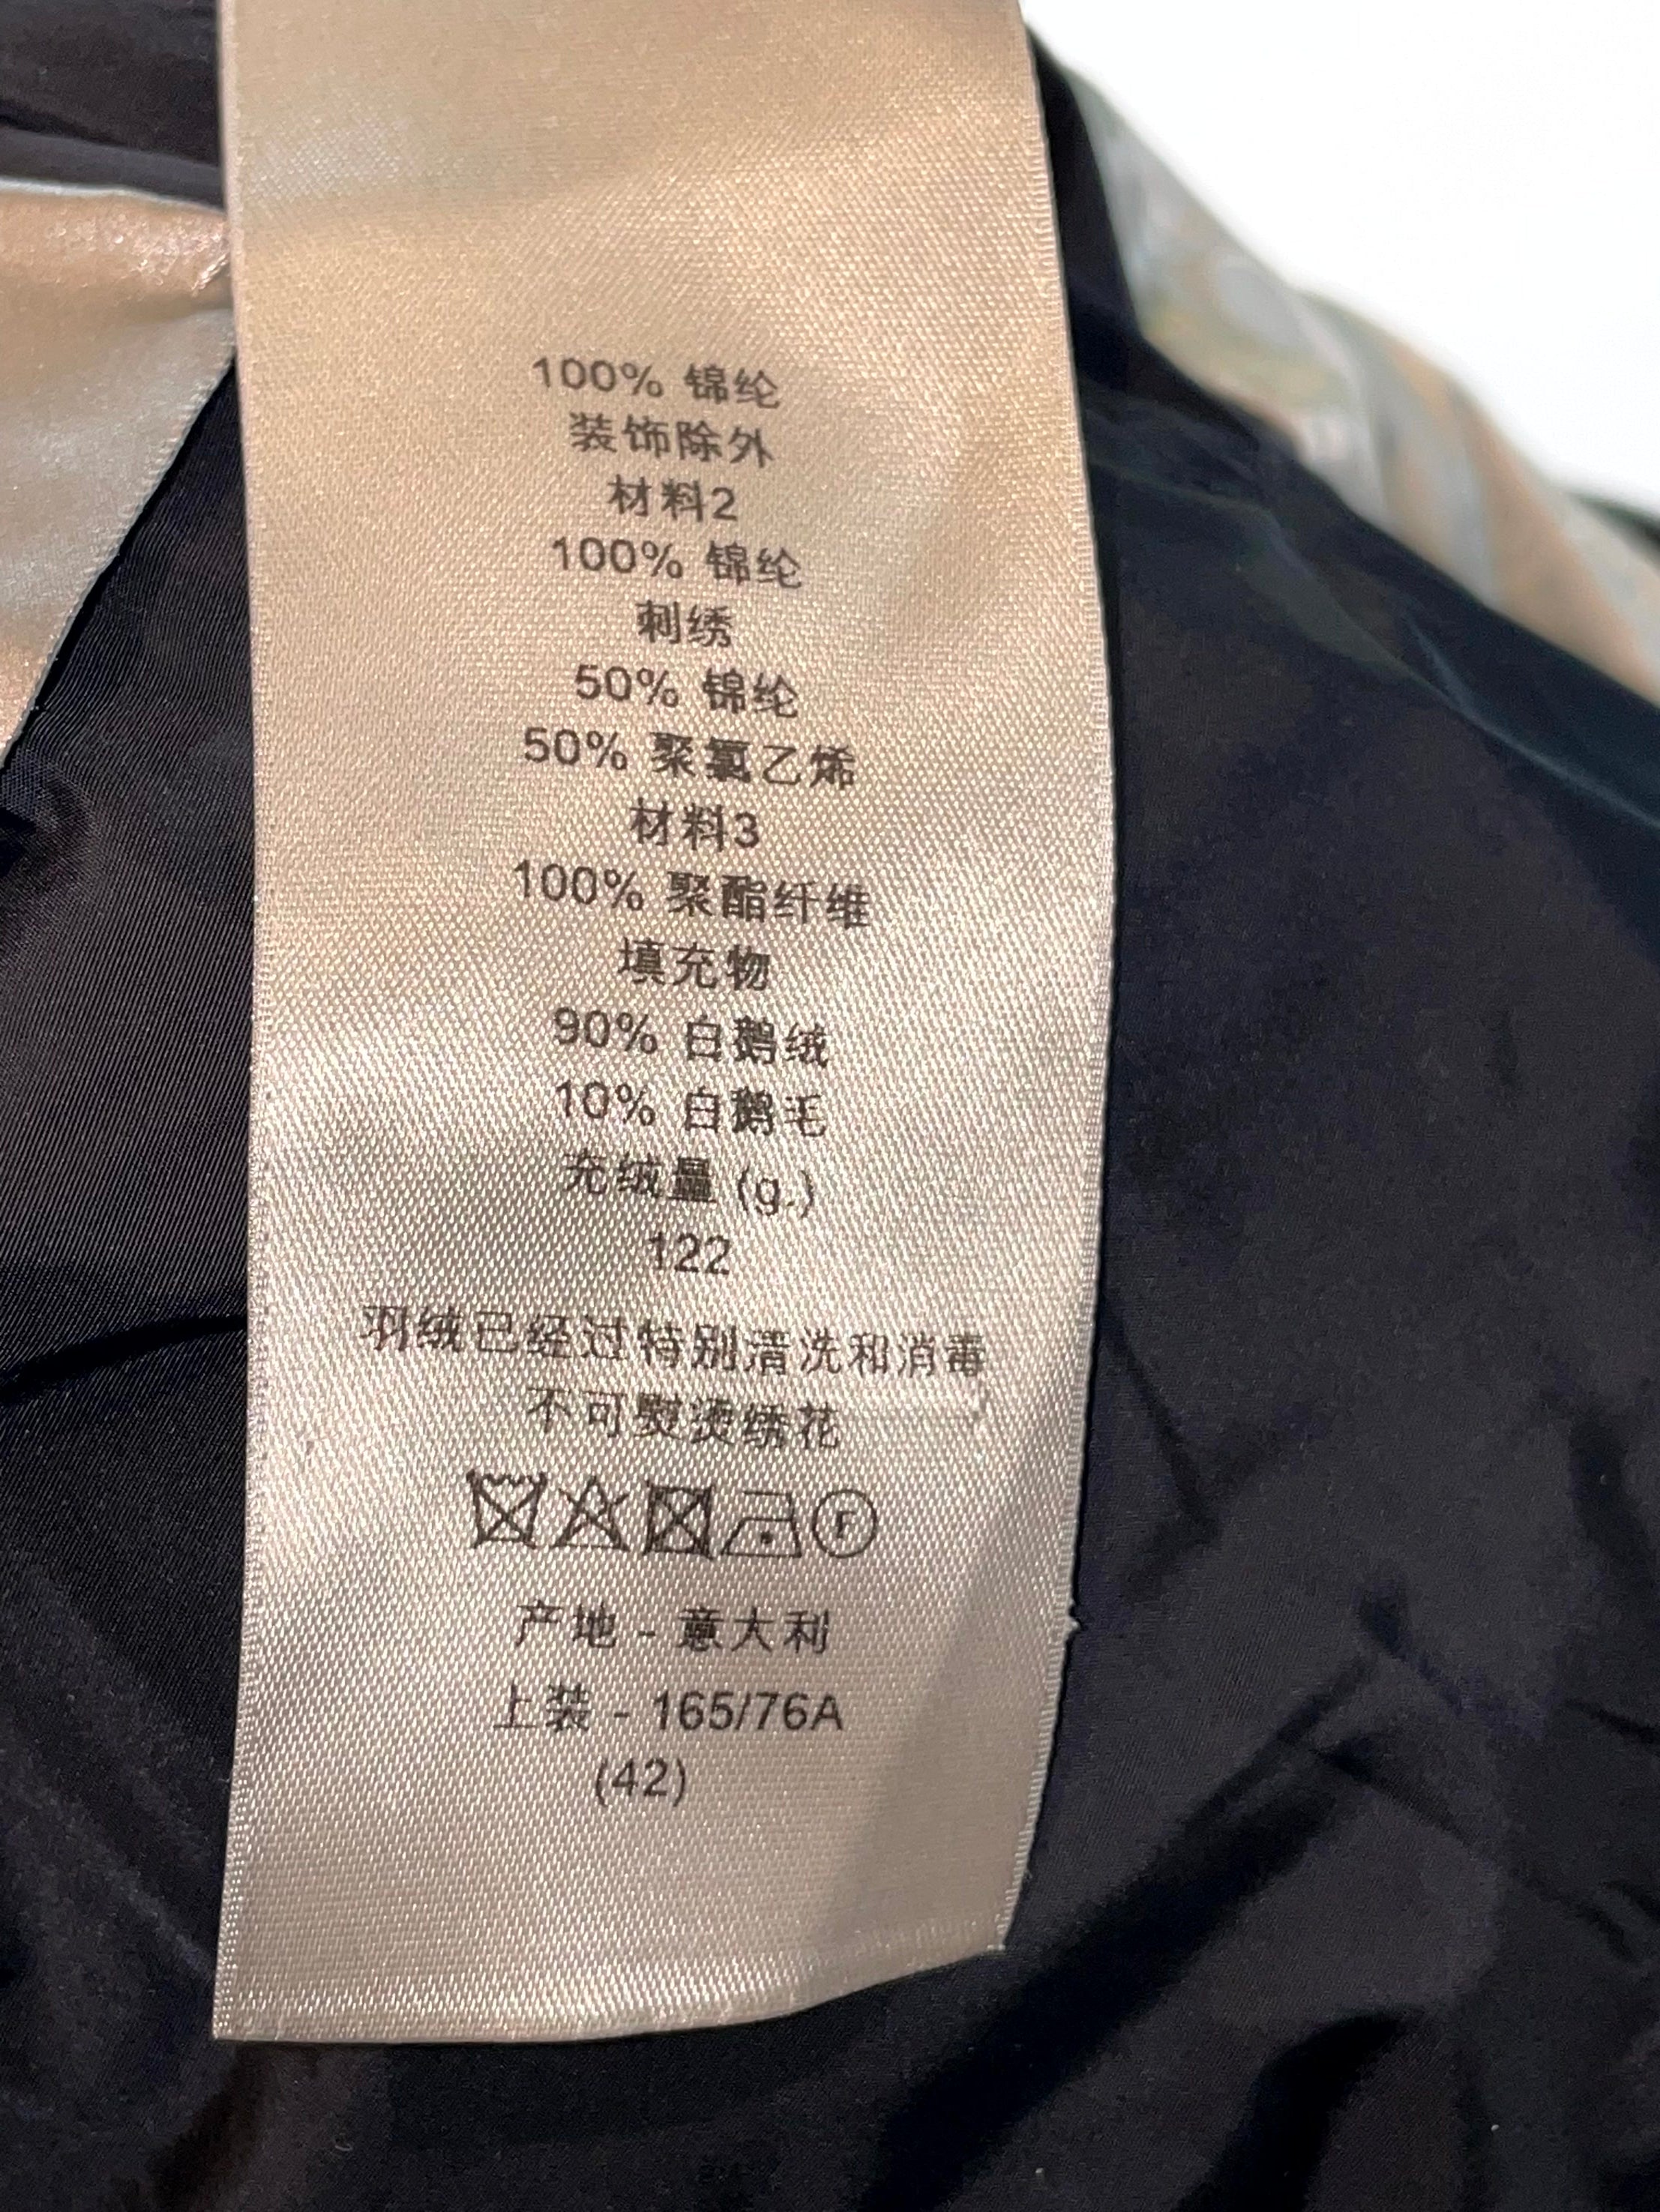 100% 锦纶
装饰除外
材料2
100% 锦纶
刺绣
50% 锦纶
50% 聚氯乙烯
材料3
100% 聚酯纤维
填充物
90% 白鹅绒
10% 白鹅毛
充绒量 (g.)
122
羽绒已经过特别清洗和消毒
不可熨烫绣花
F
产地 - 意大利
上装 - 165/76A
(42)